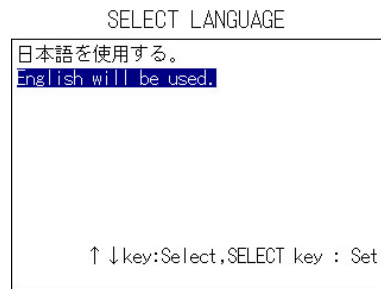 SELECT LANGUAGE
日本語を使用する。
English will be used.
↑↓key:Select,SELECT key : Set